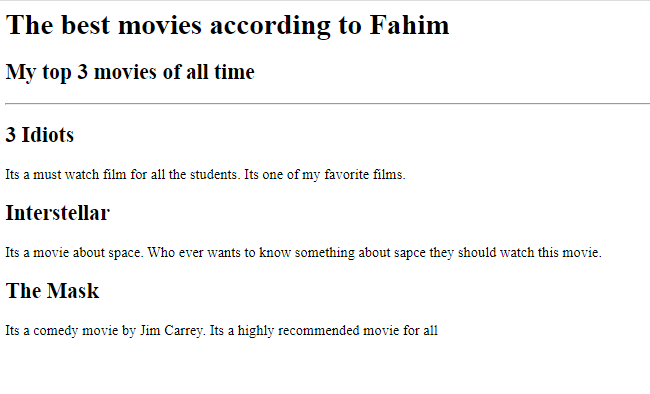 The best movies according to Fahim
My top 3 movies of all time
3 Idiots
Its a must watch film for all the students. Its one of my favorite films.
Interstellar
Its a movie about space. Who ever wants to know something about sapce they should watch this movie.
The Mask
Its a comedy movie by Jim Carrey. Its a highly recommended movie for all